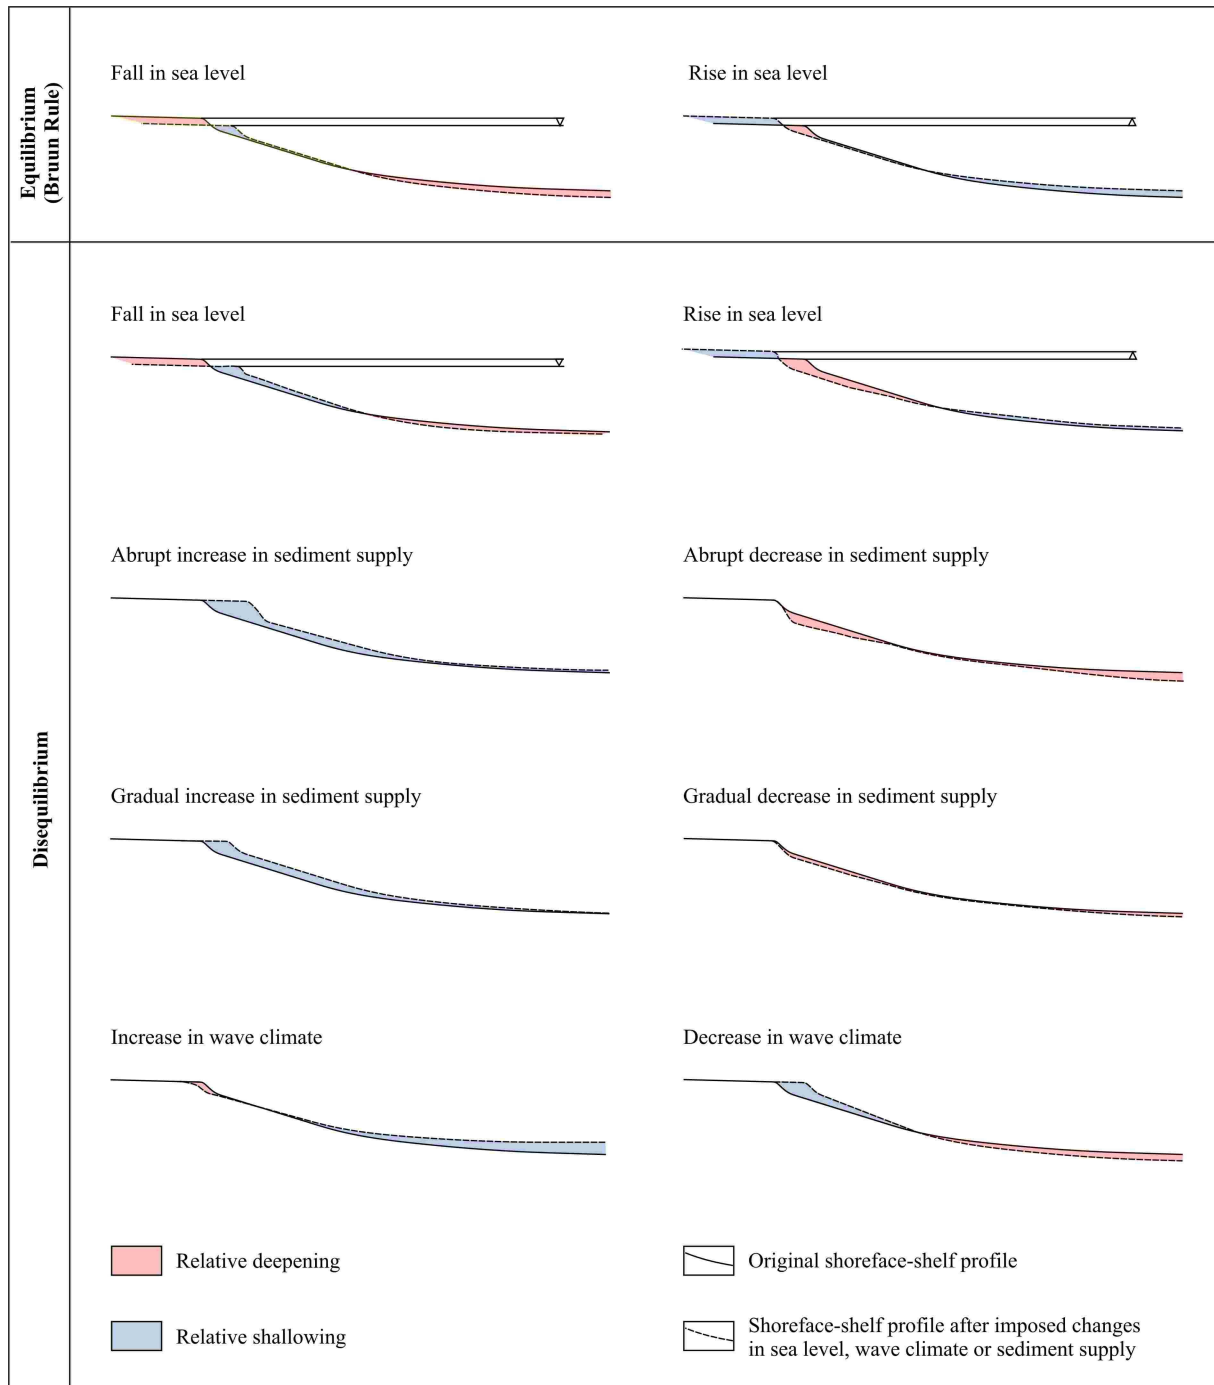 Equilibrium
(Bruun Rule)
Fall in sea level
Rise in sea level
Disequilibrium
Fall in sea level
Rise in sea level
Abrupt increase in sediment supply
Abrupt decrease in sediment supply
Gradual increase in sediment supply
Gradual decrease in sediment supply
Increase in wave climate
Decrease in wave climate
Relative deepening
Original shoreface-shelf profile
Relative shallowing
Shoreface-shelf profile after imposed changes
in sea level, wave climate or sediment supply